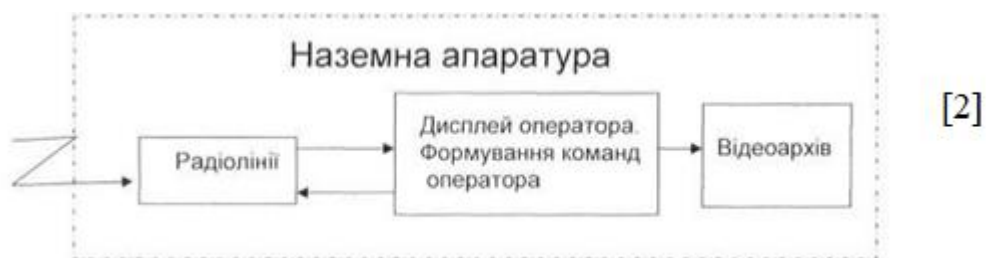 Наземна апаратура
[2]
Радіолінії
Дисплей оператора.
Формування команд
оператора
Відеоархів